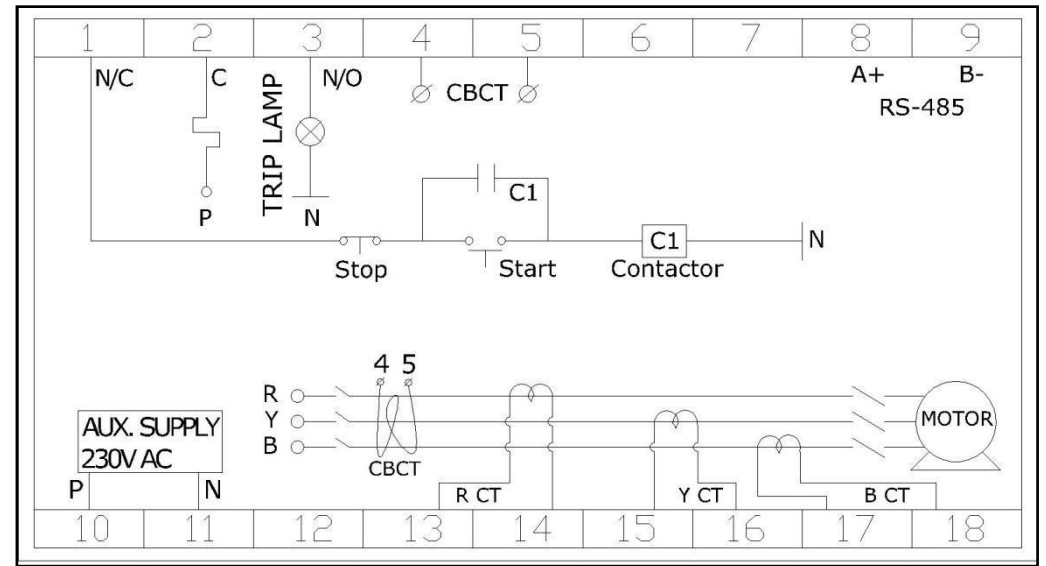 1 2 3 4 5 6 7 8 9
N/C C TRIP LAMP N/O CBCT A+ B-
RS-485
P N C1
Stop Start C1 N
Contactor
4 5
R
Y
B
CBCT
MOTOR
AUX. SUPPLY
230V AC
P N R CT Y CT B CT
10 11 12 13 14 15 16 17 18